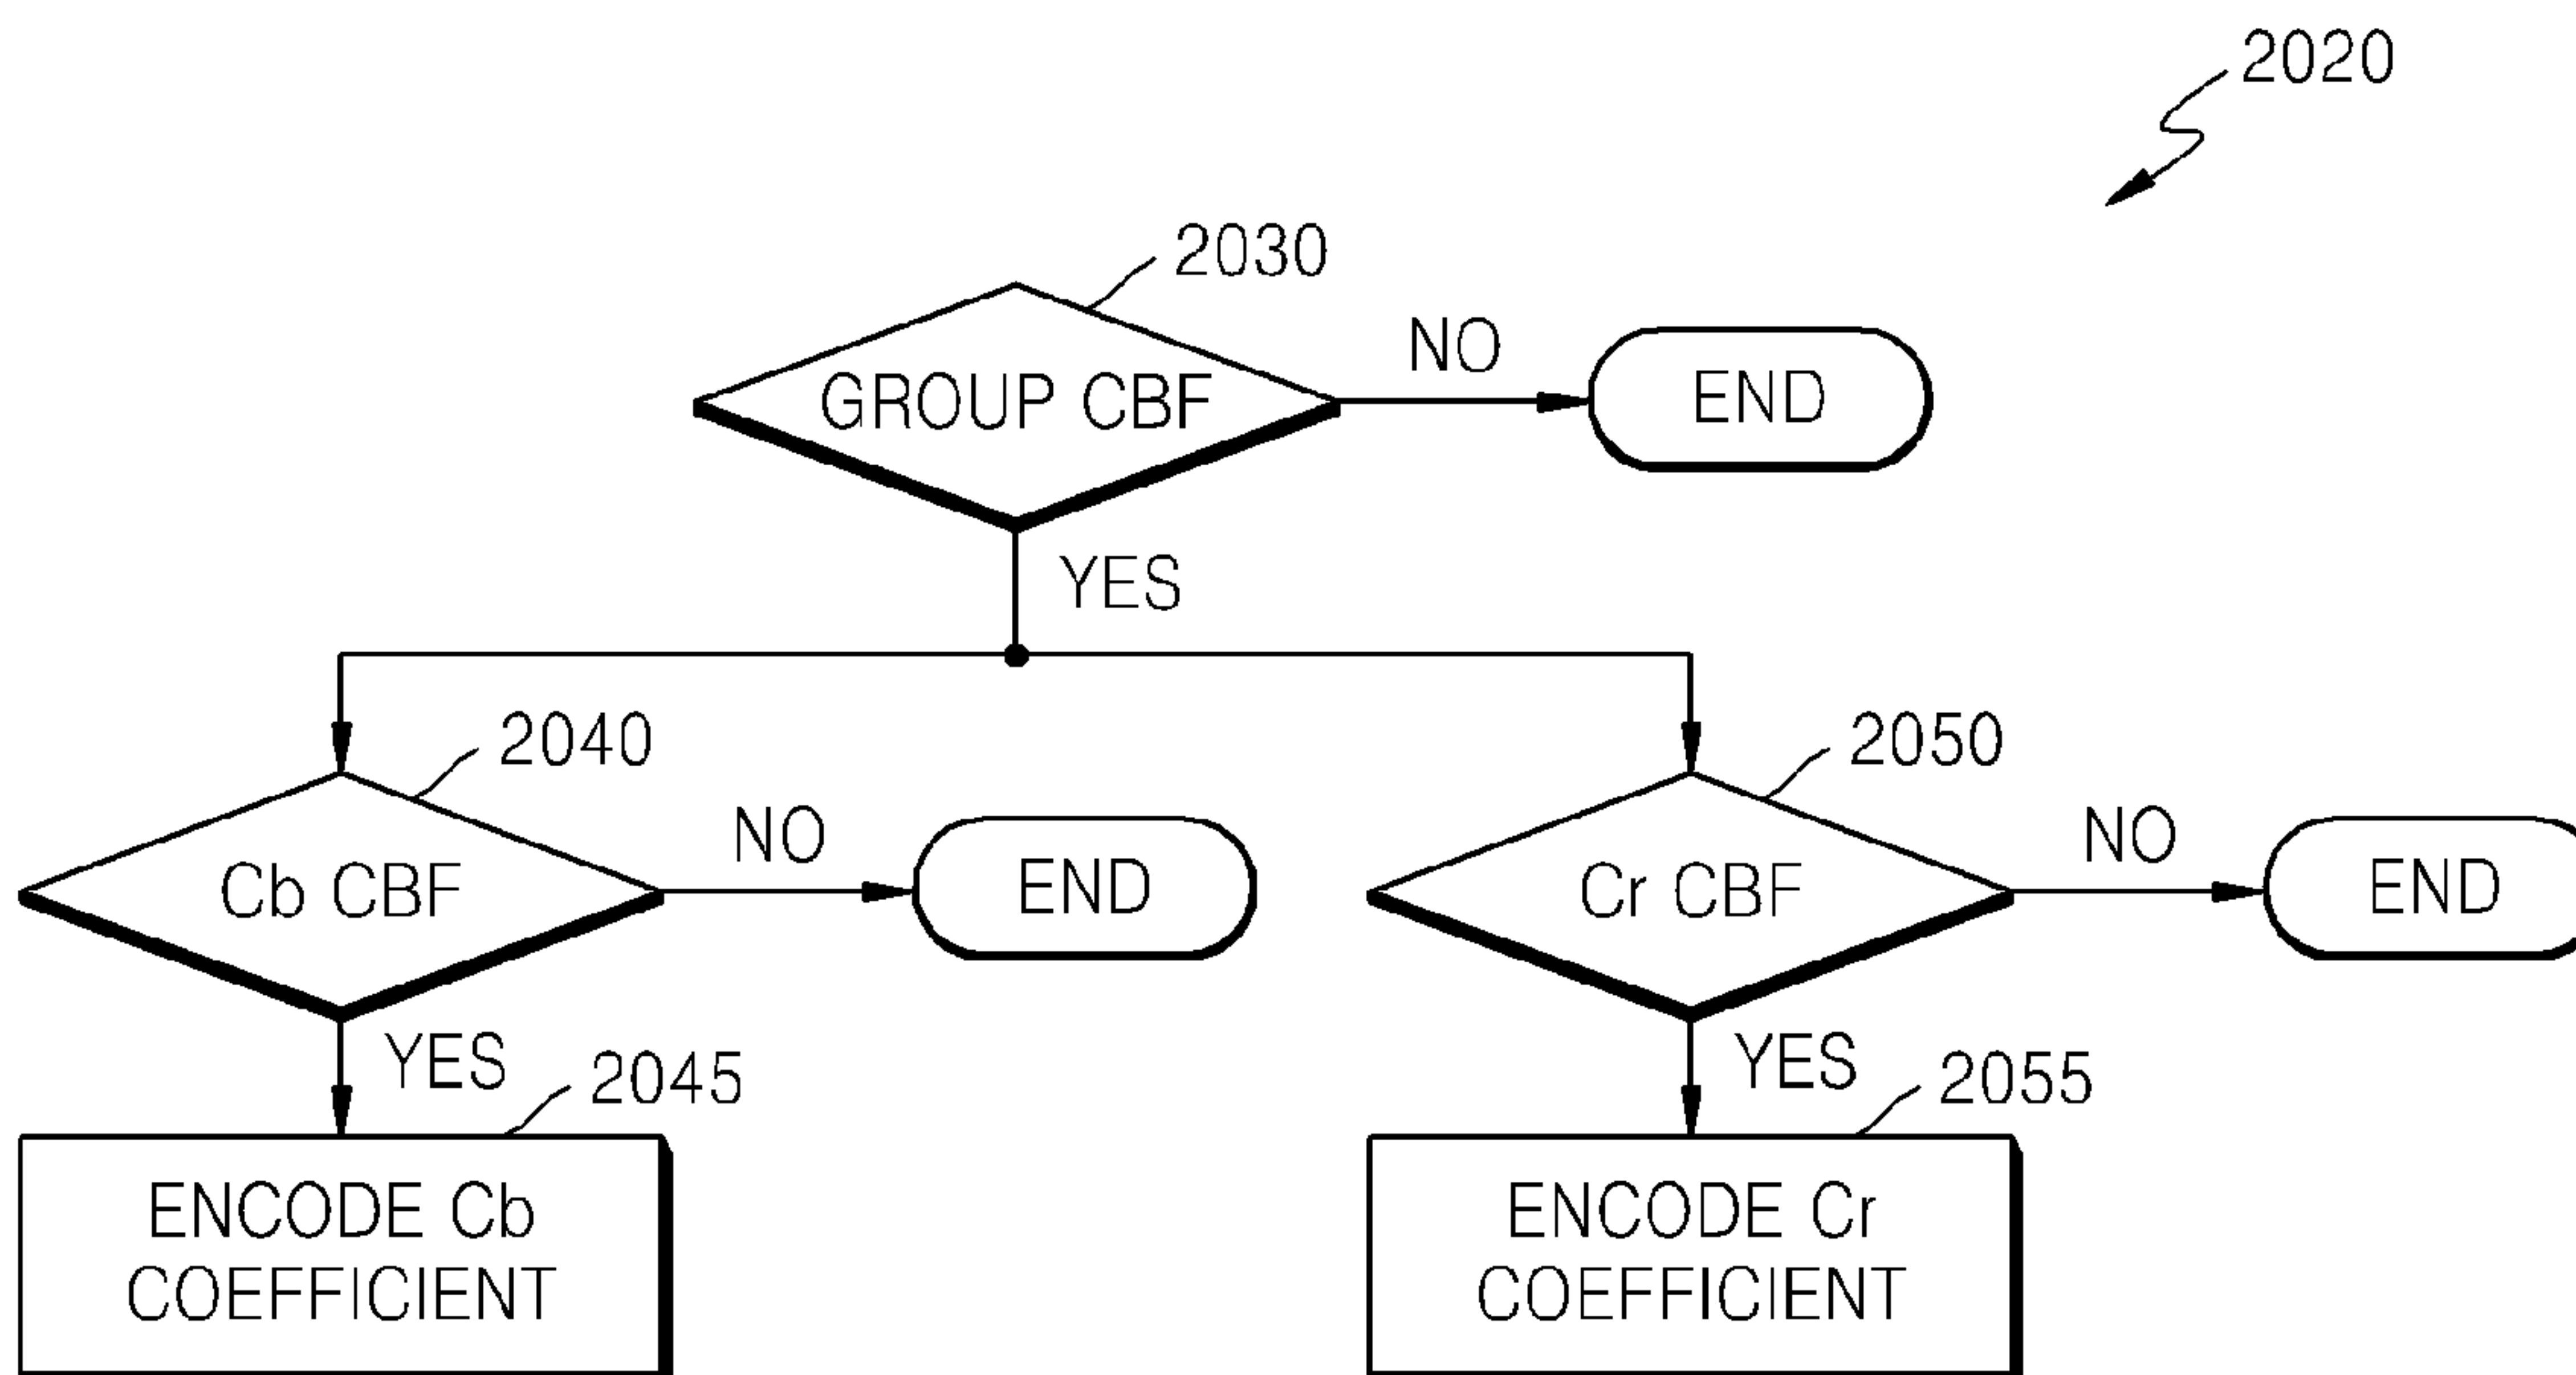 2020
2030
GROUP CBF
NO
END
YES
2040
2050
Cb CBF
NO
END
Cr CBF
NO
END
YES
2045
YES
2055
ENCODE Cb
COEFFICIENT
ENCODE Cr
COEFFICIENT